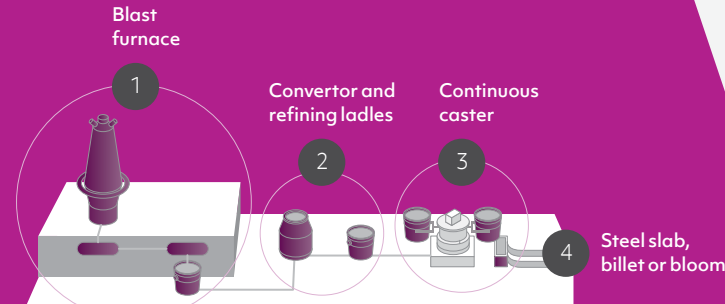 Blast
furnace
1
Convertor and
refining ladles
2
Continuous
caster
3
4
Steel slab,
billet or bloom